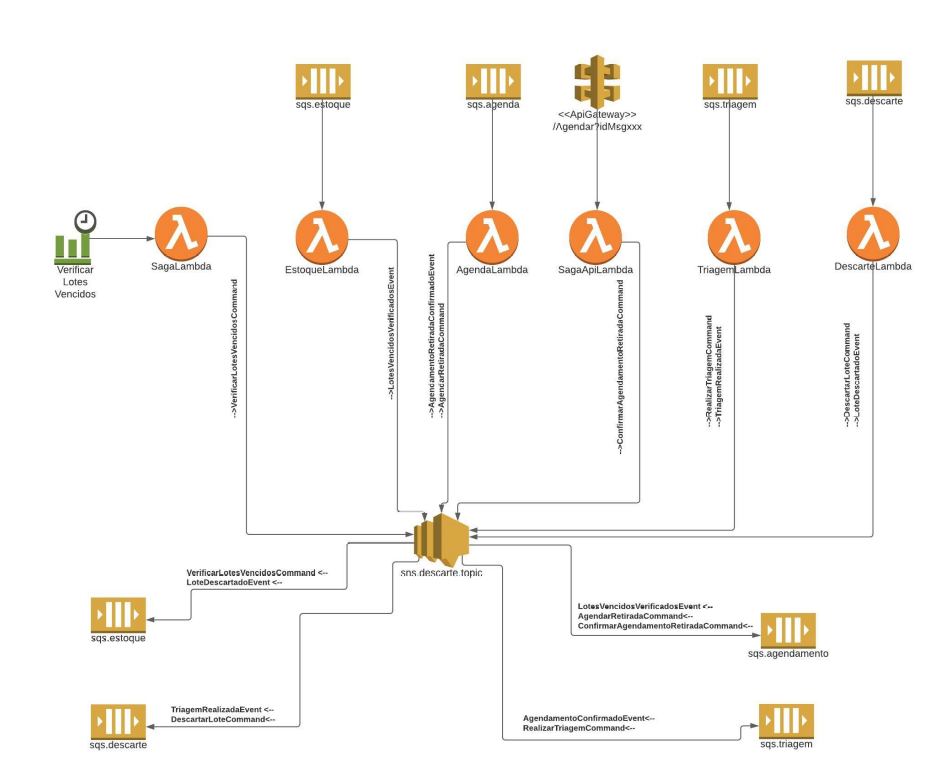 sqs.estoque
sqs.agenda
<<ApiGateway>>
/Agendar?idMsgxxx
sqs.triagem
sqs.descarte
Verificar
Lotes
Vencidos
SagaLambda
EstoqueLambda
AgendaLambda
SagaApiLambda
TriagemLambda
DescarteLambda
-->VerificarLotesVencidosCommand
-->LotesVencidosVerificadosEvent
-->AgendamentoRetiradaConfirmadoEvent
-->AgendarRetiradaCommand
-->ConfirmarAgendamentoRetiradaCommand
-->RealizarTriagemCommand
-->TriagemRealizadaEvent
-->DescartarLoteCommand
-->LoteDescartadoEvent
sns.descarte.topic
VerificarLotesVencidosCommand <--
LoteDescartadoEvent <--
sqs.estoque
LotesVencidosVerificadosEvent <--
AgendarRetiradaCommand<--
ConfirmarAgendamentoRetiradaCommand<--
sqs.agendamento
TriagemRealizadaEvent <--
DescartarLoteCommand<--
sqs.descarte
AgendamentoConfirmadoEvent<--
RealizarTriagemCommand<--
sqs.triagem